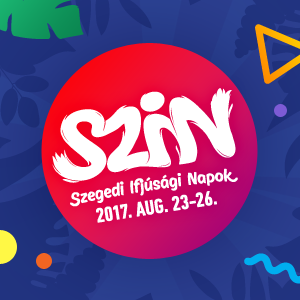 SZIN
Szegedi Ifjúsági Napok
2017. AUG. 23-26.